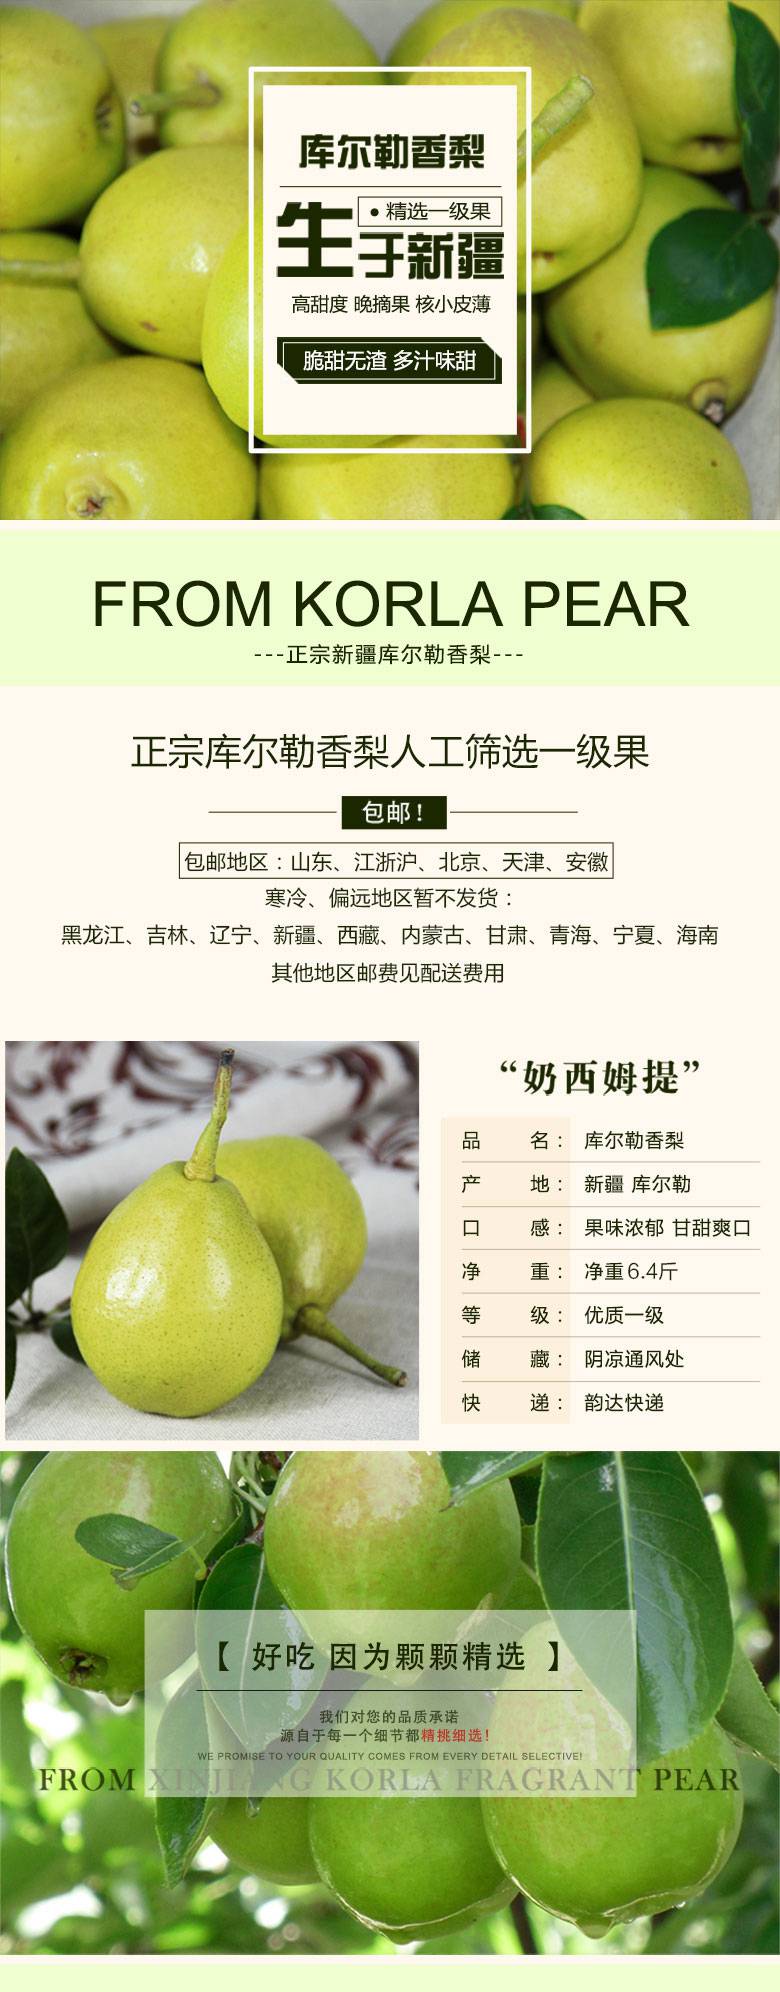 库尔勒香梨
生于新疆
• 精选一级果
高甜度 晚摘果 核小皮薄
脆甜无渣 多汁味甜
FROM KORLA PEAR
---正宗新疆库尔勒香梨---
正宗库尔勒香梨人工筛选一级果
包邮！
包邮地区：山东、江浙沪、北京、天津、安徽
寒冷、偏远地区暂不发货：
黑龙江、吉林、辽宁、新疆、西藏、内蒙古、甘肃、青海、宁夏、海南
其他地区邮费见配送费用
“奶西姆提”
品 名： 库尔勒香梨
产 地： 新疆 库尔勒
口 感： 果味浓郁 甘甜爽口
净 重： 净重6.4斤
等 级： 优质一级
储 藏： 阴凉通风处
快 递： 韵达快递
【 好吃 因为颗颗精选 】
我们对您的品质承诺
源自于每一个细节都精挑细选！
WE PROMISE TO YOUR QUALITY COMES FROM EVERY DETAIL SELECTIVE!
FROM XINJIANG KORLA FRAGRANT PEAR